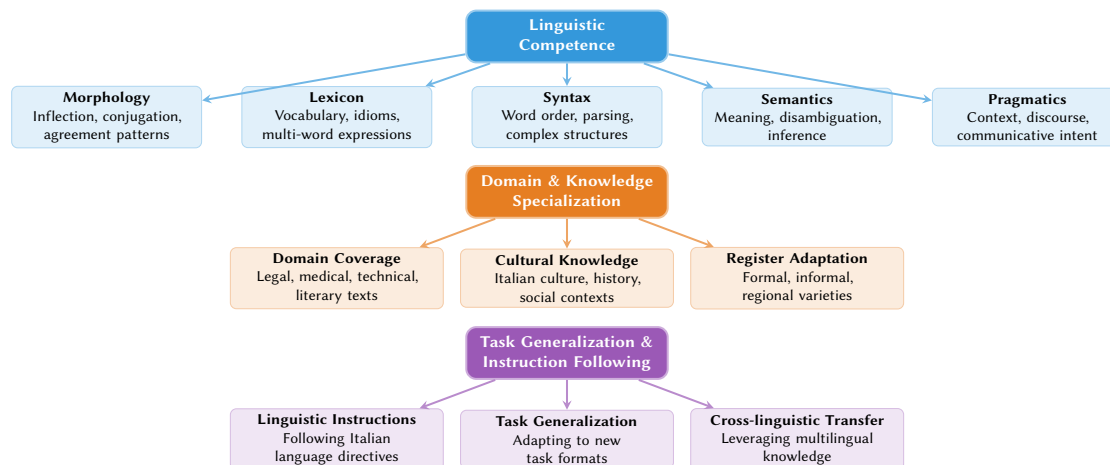 Linguistic
Competence
Morphology
Inflection, conjugation,
agreement patterns
Lexicon
Vocabulary, idioms,
multi-word expressions
Syntax
Word order, parsing,
complex structures
Semantics
Meaning, disambiguation,
inference
Pragmatics
Context, discourse,
communicative intent
Domain & Knowledge
Specialization
Domain Coverage
Legal, medical, technical,
literary texts
Cultural Knowledge
Italian culture, history,
social contexts
Register Adaptation
Formal, informal,
regional varieties
Task Generalization &
Instruction Following
Linguistic Instructions
Following Italian
language directives
Task Generalization
Adapting to new
task formats
Cross-linguistic Transfer
Leveraging multilingual
knowledge